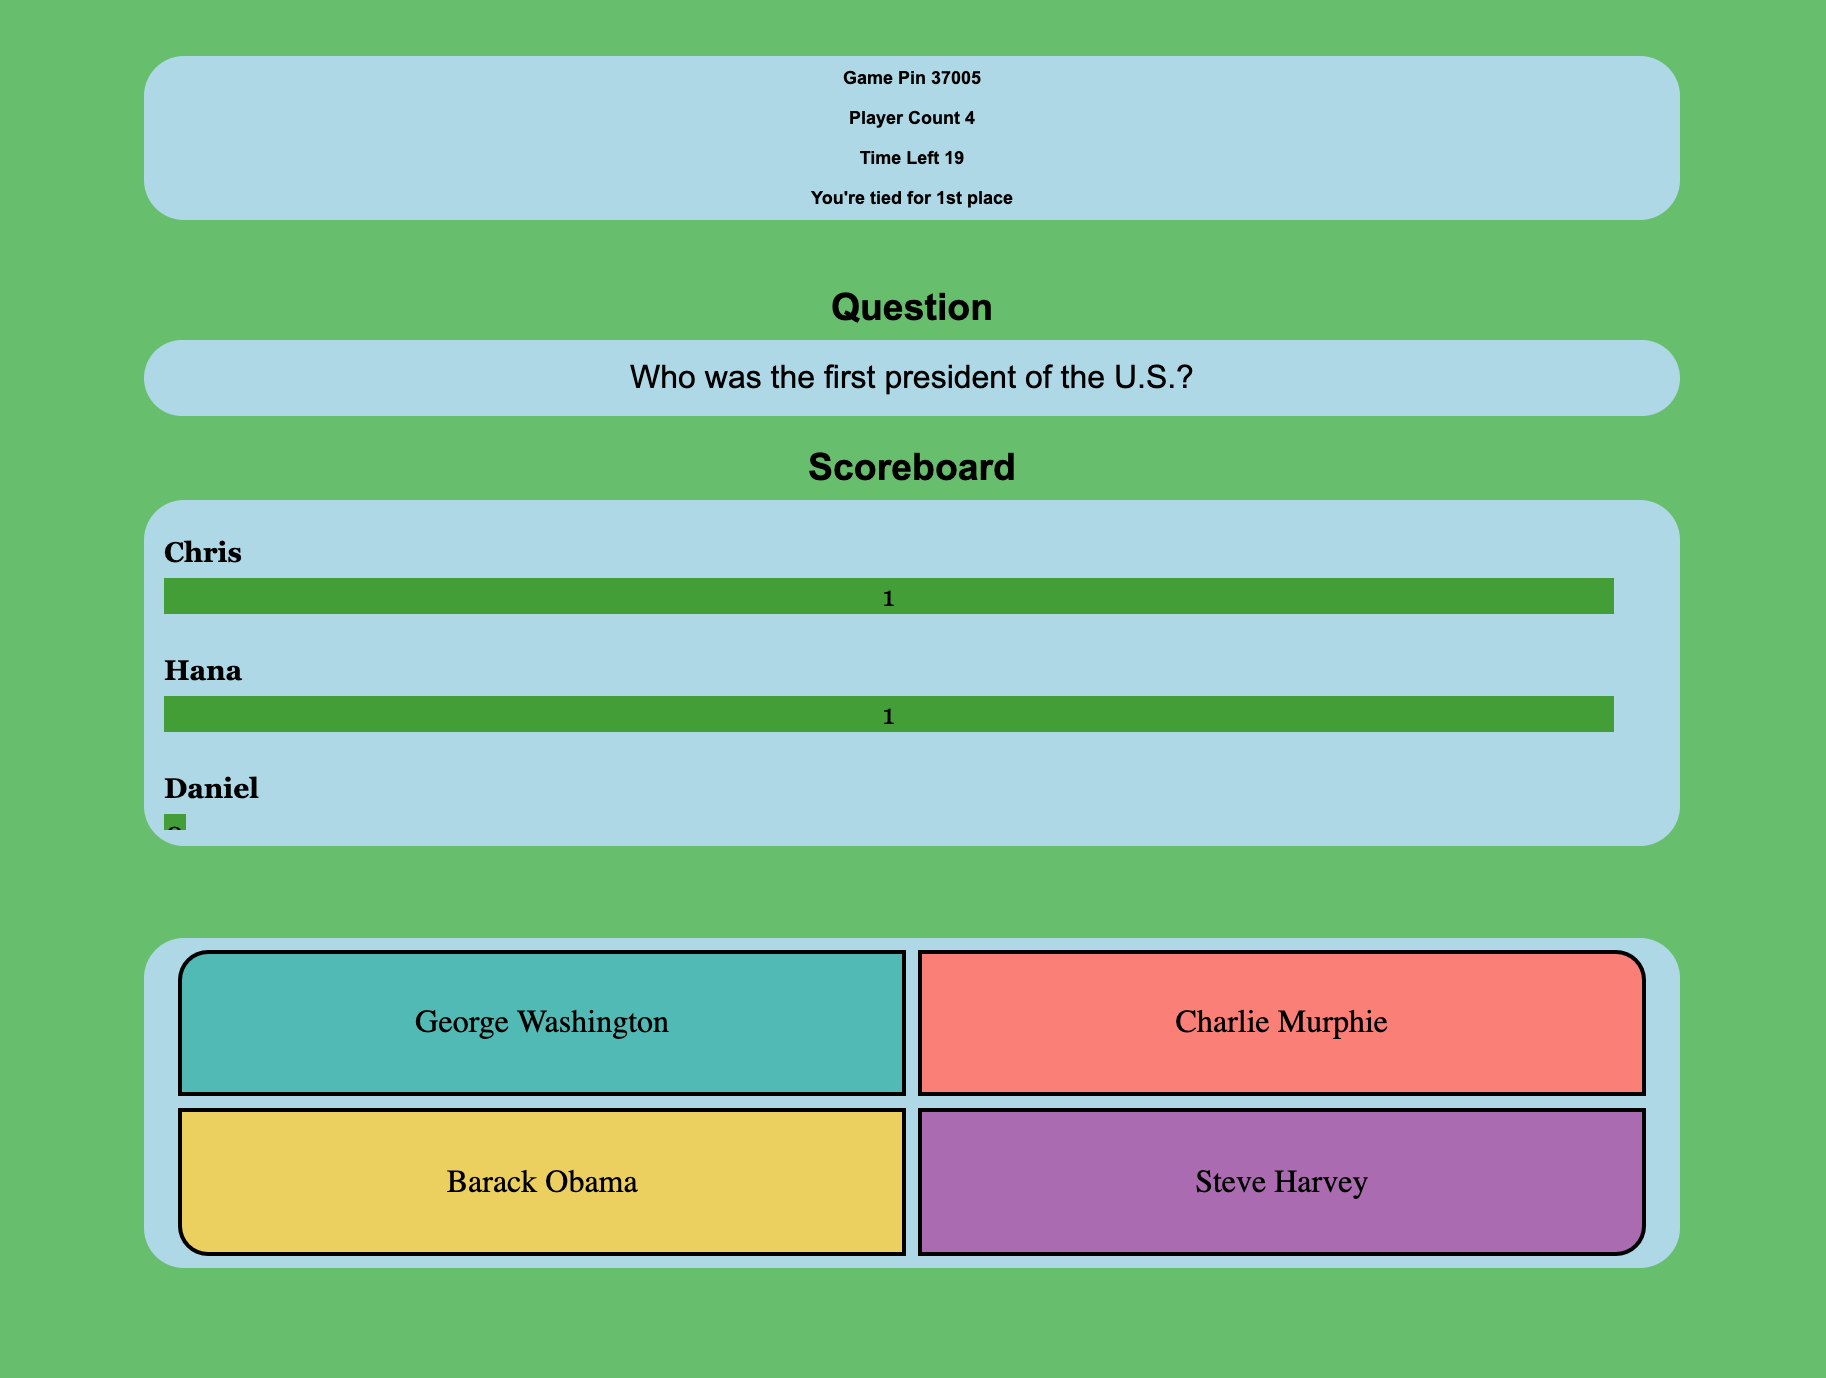 Game Pin 37005
Player Count 4
Time Left 19
You're tied for 1st place
Question
Who was the first president of the U.S.?
Scoreboard
Chris
1
Hana
1
Daniel
George Washington
Charlie Murphie
Barack Obama
Steve Harvey